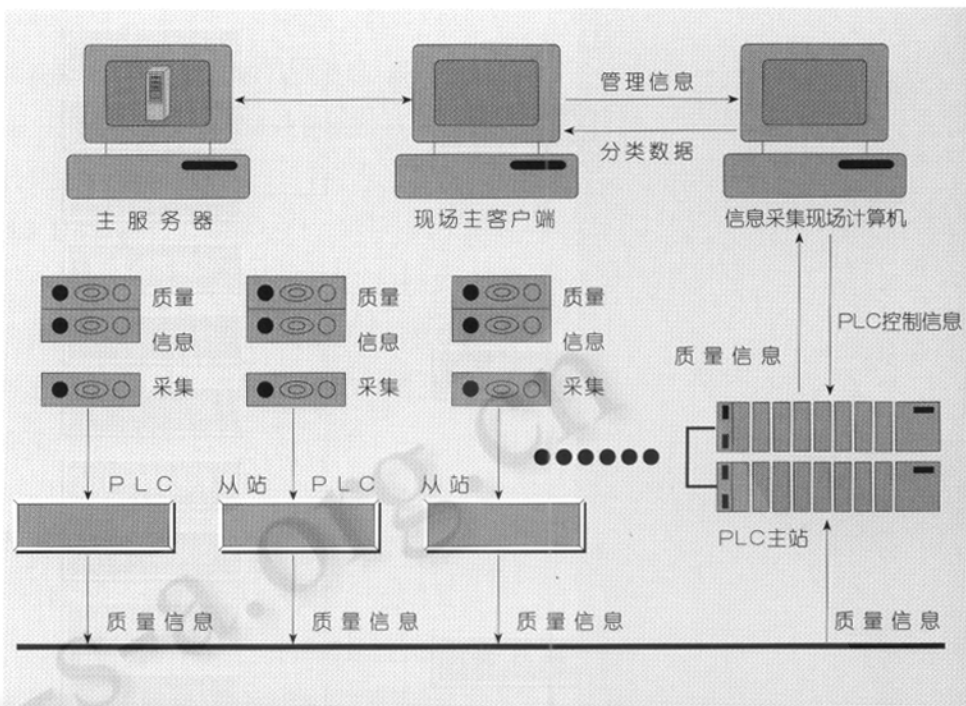 管理信息
分类数据
主服务器
现场主客户端
信息采集现场计算机
质量
信息
采集
质量
信息
采集
质量
信息
采集
PLC控制信息
质量信息
PLC 从站 PLC 从站
PLC主站
质量信息
质量信息
质量信息
质量信息
s-a.org.cn